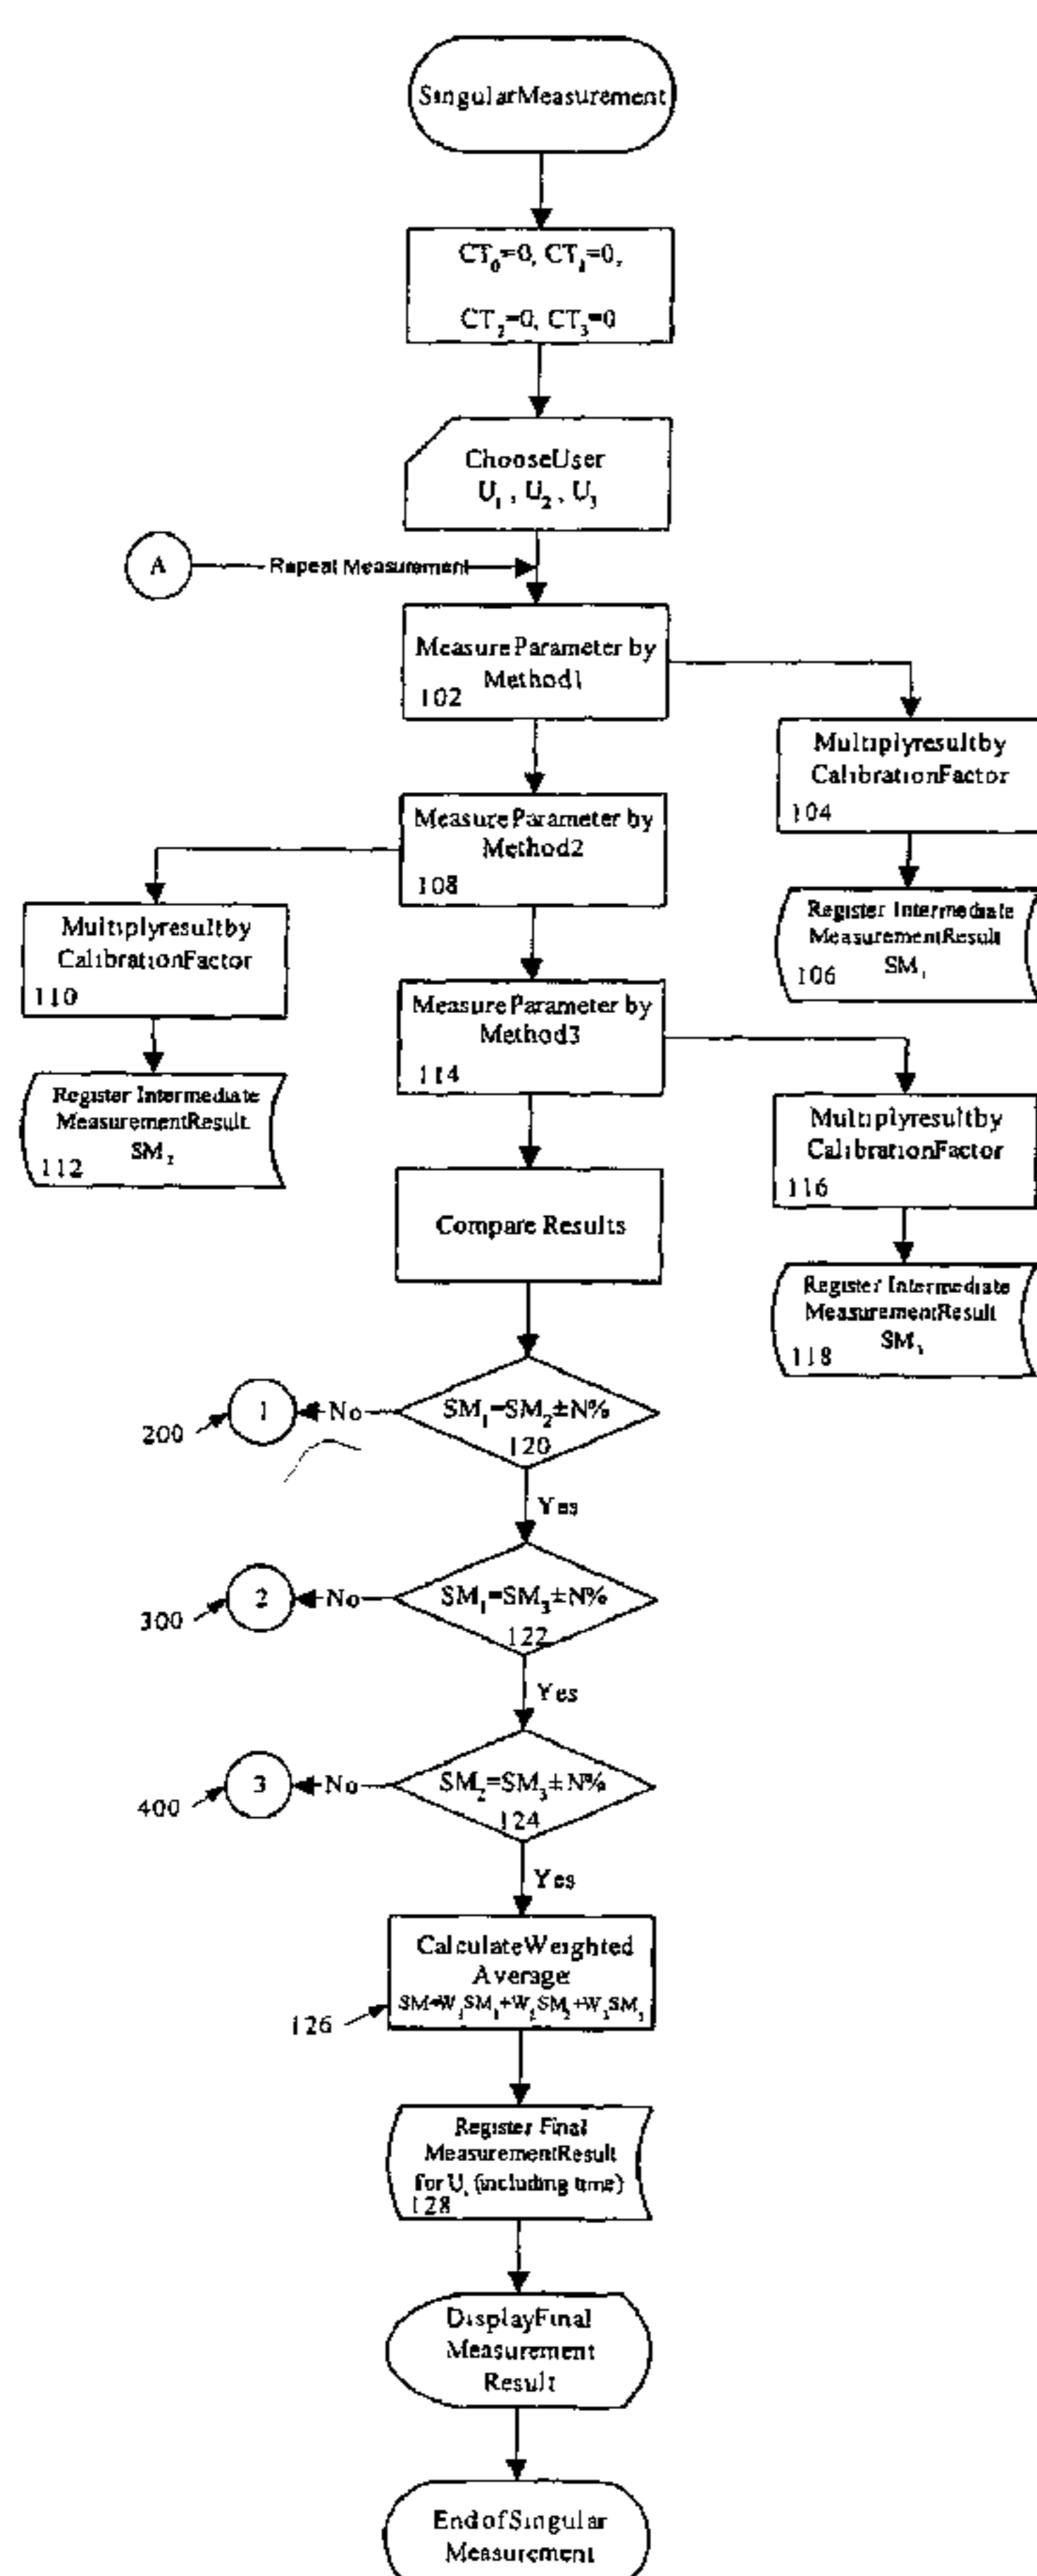 SingularMeasurement
CT₀=0, CT₁=0,
CT₂=0, CT₃=0
ChooseUser
U₁ , U₂ , U₃
A
Repeat Measurement
Measure Parameter by
Method1
102
Multiplyresultby
CalibrationFactor
104
Register Intermediate
MeasurementResult
SM₁
106
Measure Parameter by
Method2
108
Multiplyresultby
CalibrationFactor
110
Register Intermediate
MeasurementResult
SM₂
112
Measure Parameter by
Method3
114
Multiplyresultby
CalibrationFactor
116
Register Intermediate
MeasurementResult
SM₃
118
Compare Results
SM₁=SM₂±N%
120
No
1
200
Yes
SM₁=SM₃±N%
122
No
2
300
Yes
SM₂=SM₃±N%
124
No
3
400
Yes
CalculateWeighted
Average:
SM=W₁SM₁+W₂SM₂+W₃SM₃
126
Register Final
MeasurementResult
for U (including time)
128
DisplayFinal
Measurement
Result
EndofSingular
Measurement